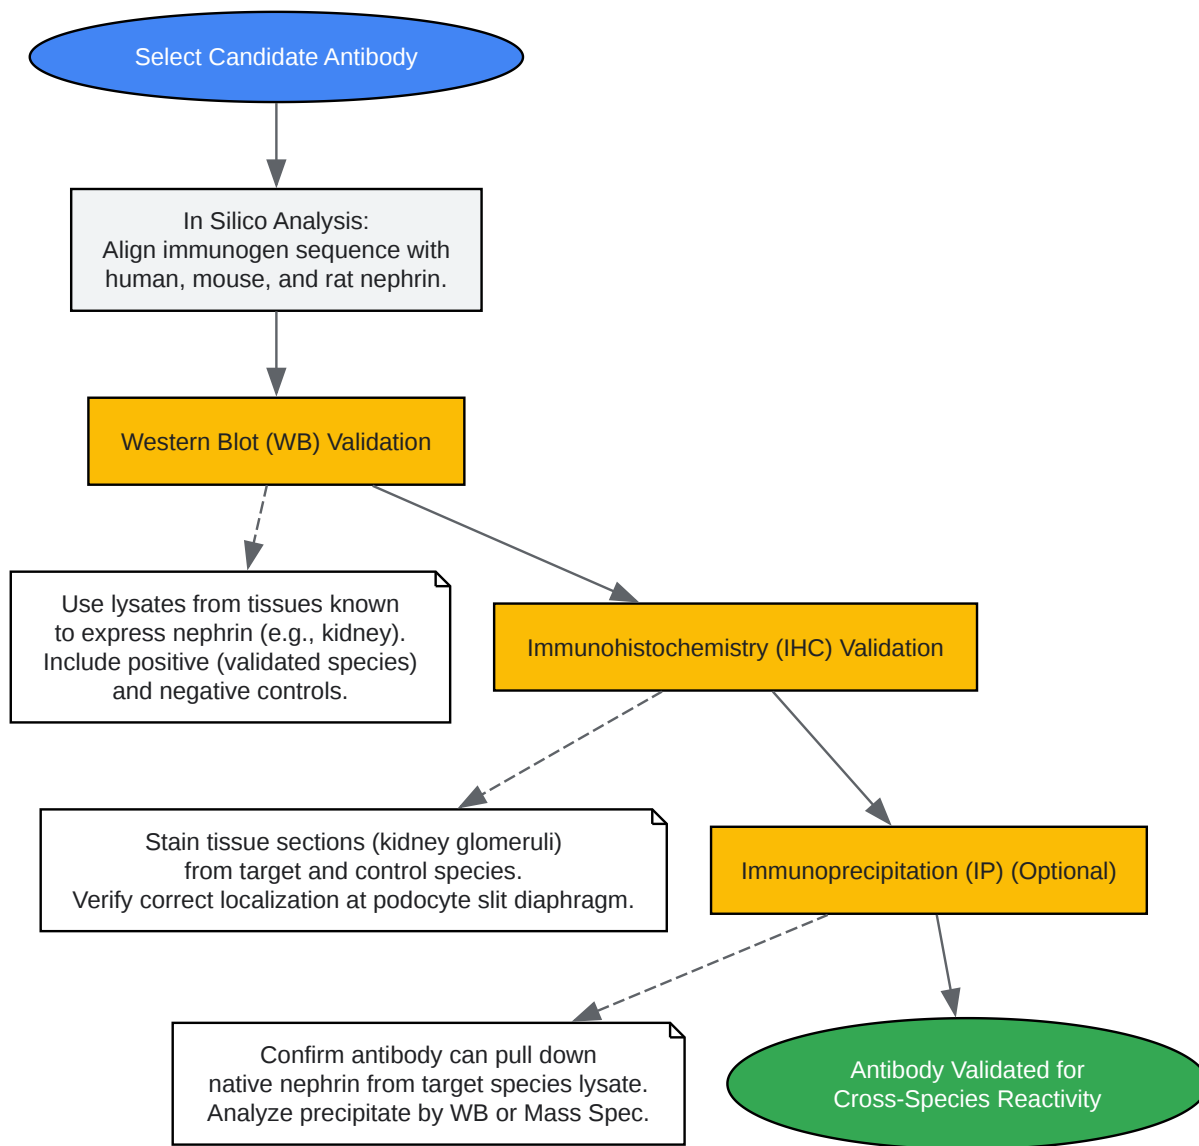 Select Candidate Antibody
In Silico Analysis:
Align immunogen sequence with
human, mouse, and rat nephrin.
Western Blot (WB) Validation
Use lysates from tissues known
to express nephrin (e.g., kidney).
Include positive (validated species)
and negative controls.
Immunohistochemistry (IHC) Validation
Stain tissue sections (kidney glomeruli)
from target and control species.
Verify correct localization at podocyte slit diaphragm.
Immunoprecipitation (IP) (Optional)
Confirm antibody can pull down
native nephrin from target species lysate.
Analyze precipitate by WB or Mass Spec.
Antibody Validated for
Cross-Species Reactivity